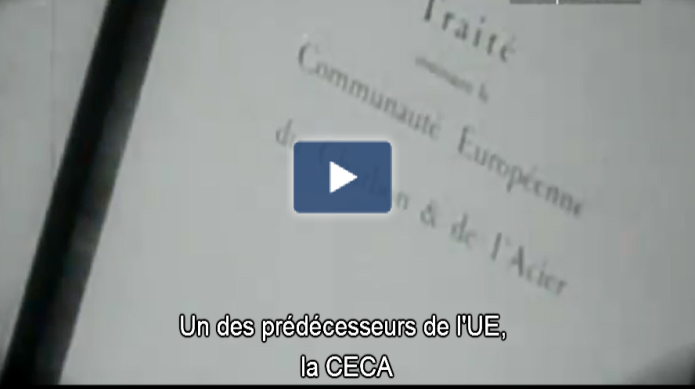 Traité
Communauté Européenne
& de l'Acier
Un des prédécesseurs de l'UE,
la CECA